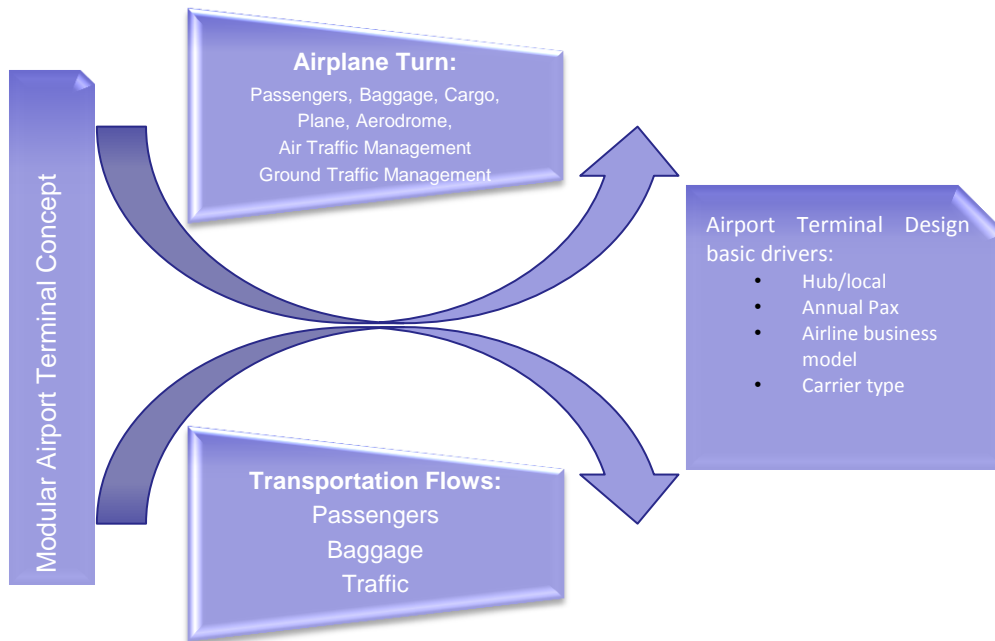 Modular Airport Terminal Concept
Airplane Turn:
Passengers, Baggage, Cargo,
Plane, Aerodrome,
Air Traffic Management
Ground Traffic Management
Transportation Flows:
Passengers
Baggage
Traffic
Airport Terminal Design
basic drivers:
• Hub/local
• Annual Pax
• Airline business
model
• Carrier type